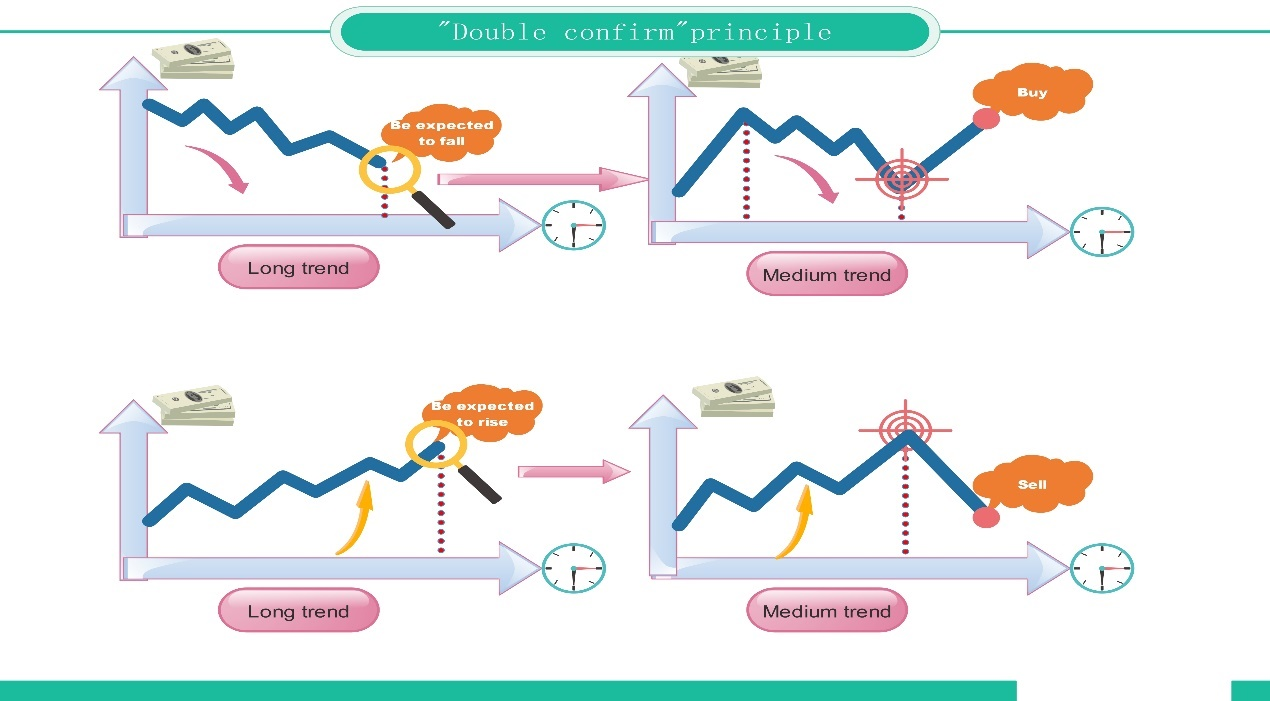 "Double confirm"principle
Be expected
to fall
Buy
Long trend
Medium trend
Be expected
to rise
Sell
Long trend
Medium trend